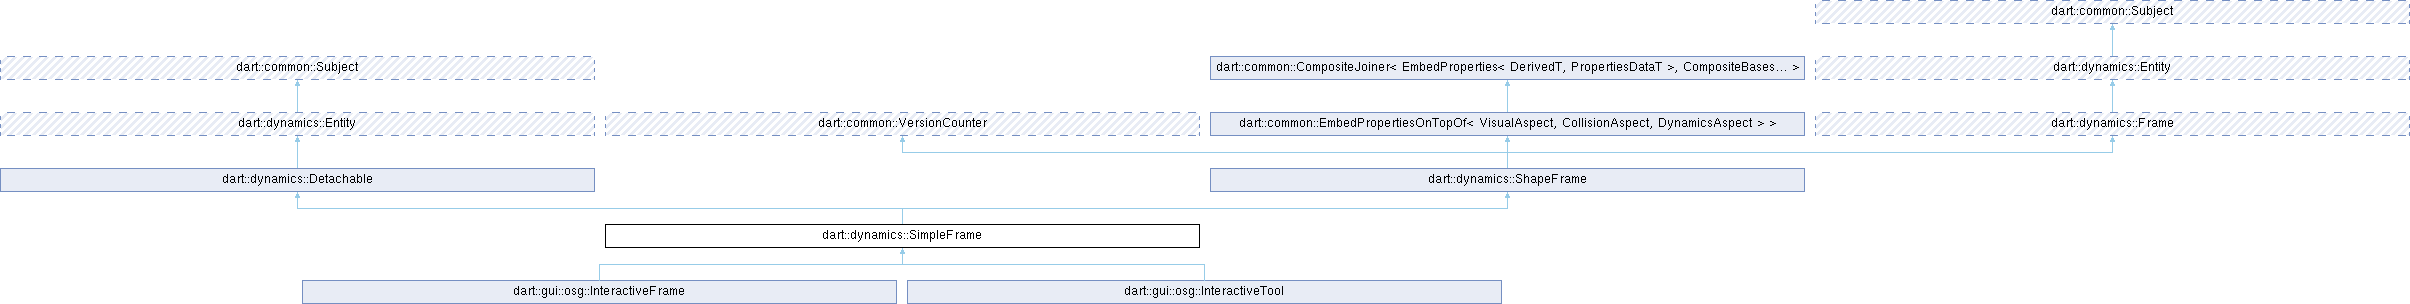 dart::common::Subject
dart::common::Subject
dart::common::CompositeJoiner< EmbedProperties< DerivedT, PropertiesDataT >, CompositeBases... >
dart::dynamics::Entity
dart::dynamics::Entity
dart::common::VersionCounter
dart::common::EmbedPropertiesOnTopOf< VisualAspect, CollisionAspect, DynamicsAspect > >
dart::dynamics::Frame
dart::dynamics::Detachable
dart::dynamics::ShapeFrame
dart::dynamics::SimpleFrame
dart::gui::osg::InteractiveFrame
dart::gui::osg::InteractiveTool